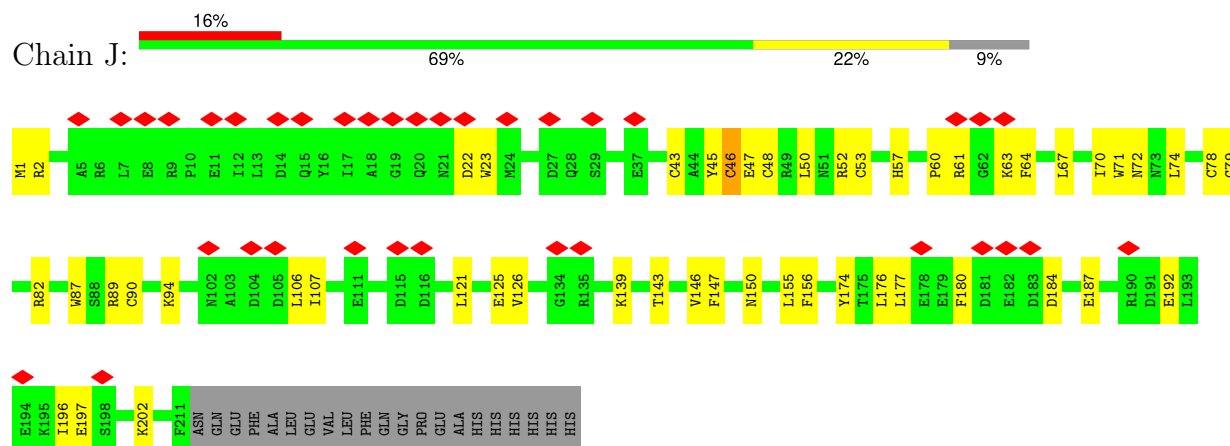 16%
Chain J:
69% 22% 9%
M1 R2 A5 R6 L7 E8 R9 P10 E11 I12 L13 D14 Q15 Y16 I17 A18 G19 Q20 N21 D22 W23 M24 D27 Q28 S29 E37 C43 A44 Y45 C46 E47 C48 R49 L50 N51 R52 C53 H57 P60 R61 G62 K63 F64 L67 I70 W71 N72 N73 L74 C78
R82 W87 S88 R89 C90 K94 N102 A103 D104 D105 L106 I107 E111 D115 D116 L121 E125 V126 G134 R135 K139 T143 V146 F147 N150 L155 F156 Y174 T175 L176 L177 E178 E179 F180 D181 E182 D183 D184 E187 R190 D191 E192 L193
E194 K195 I196 E197 S198 K202 F211 ASN GLN GLU PHE ALA LEU GLU VAL LEU PHE GLN GLY PRO GLU ALA HIS HIS HIS HIS HIS HIS